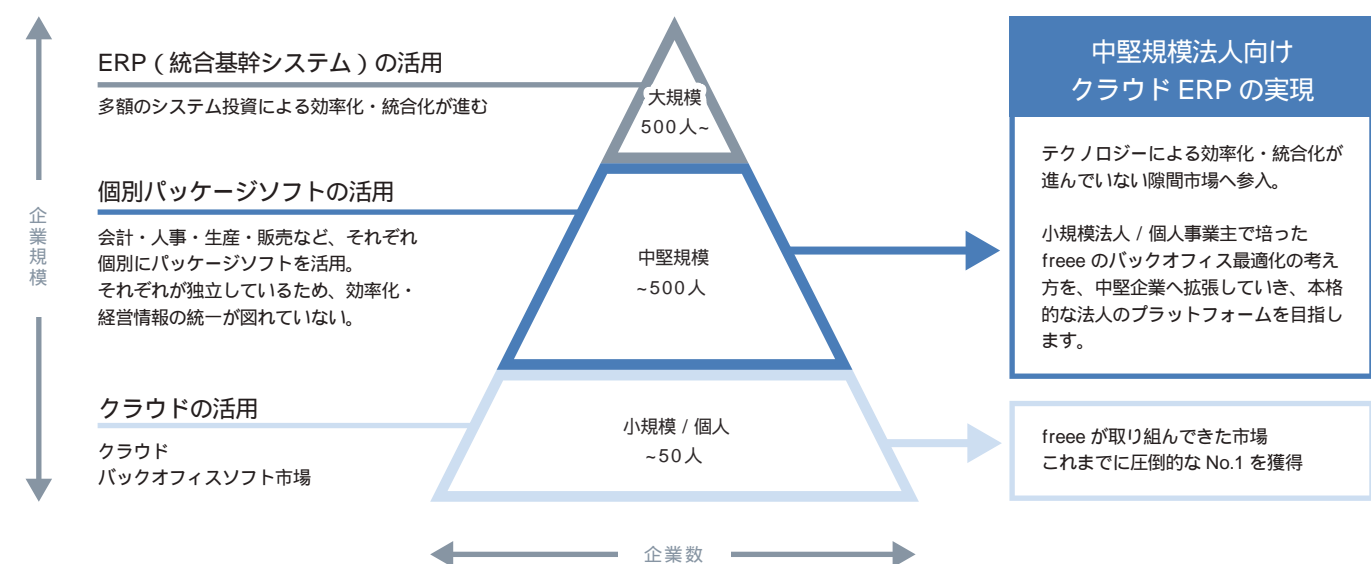 ERP（統合基幹システム）の活用
多額のシステム投資による効率化・統合化が進む
個別パッケージソフトの活用
会計・人事・生産・販売など、それぞれ
個別にパッケージソフトを活用。
それぞれが独立しているため、効率化・
経営情報の統一が図れていない。
クラウドの活用
クラウド
バックオフィスソフト市場
企業規模
大規模
500人~
中堅規模
~500人
小規模 / 個人
~50人
企業数
中堅規模法人向け
クラウド ERP の実現
テクノロジーによる効率化・統合化が
進んでいない隙間市場へ参入。
小規模法人 / 個人事業主で培った
freee のバックオフィス最適化の考え
方を、中堅企業へ拡張していき、本格
的な法人のプラットフォームを目指し
ます。
freee が取り組んできた市場
これまでに圧倒的な No.1 を獲得